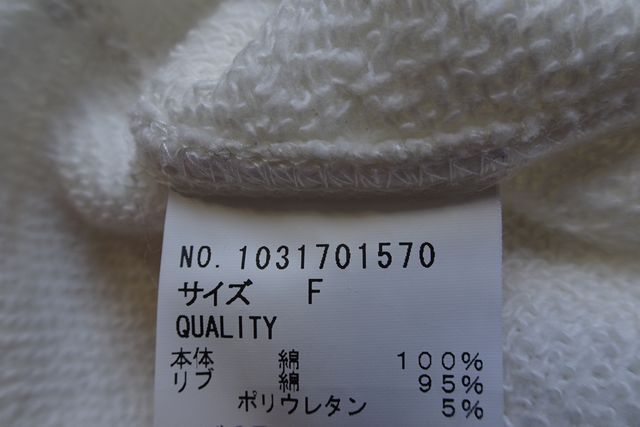 NO. 1031701570
サイズ F
QUALITY
本体 綿 100%
リブ 綿 95%
ポリウレタン 5%